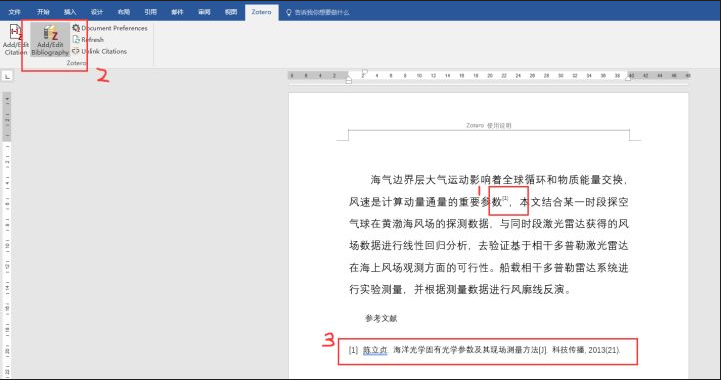 文件 开始 插入 设计 布局 引用 邮件 审阅 视图 Zotero 告诉我你想要做什么
Add/Edit Citation
Add/Edit Bibliography
Document Preferences
Refresh
Unlink Citations
Zotero
2
8 6 4 2 2 4 6 8 10 12 14 16 18 20 22 24 26 28 30 32 34 36 38 40 42 44 46 48
Zotero 使用说明
海气边界层大气运动影响着全球循环和物质能量交换，
1
风速是计算动量通量的重要参数[1]，本文结合某一时段探空
气球在黄渤海风场的探测数据，与同时段激光雷达获得的风
场数据进行线性回归分析，去验证基于相干多普勒激光雷达
在海上风场观测方面的可行性。船载相干多普勒雷达系统进
行实验测量，并根据测量数据进行风廓线反演。
参考文献
3
[1] 陈立贞. 海洋光学固有光学参数及其现场测量方法[J]. 科技传播, 2013(21).